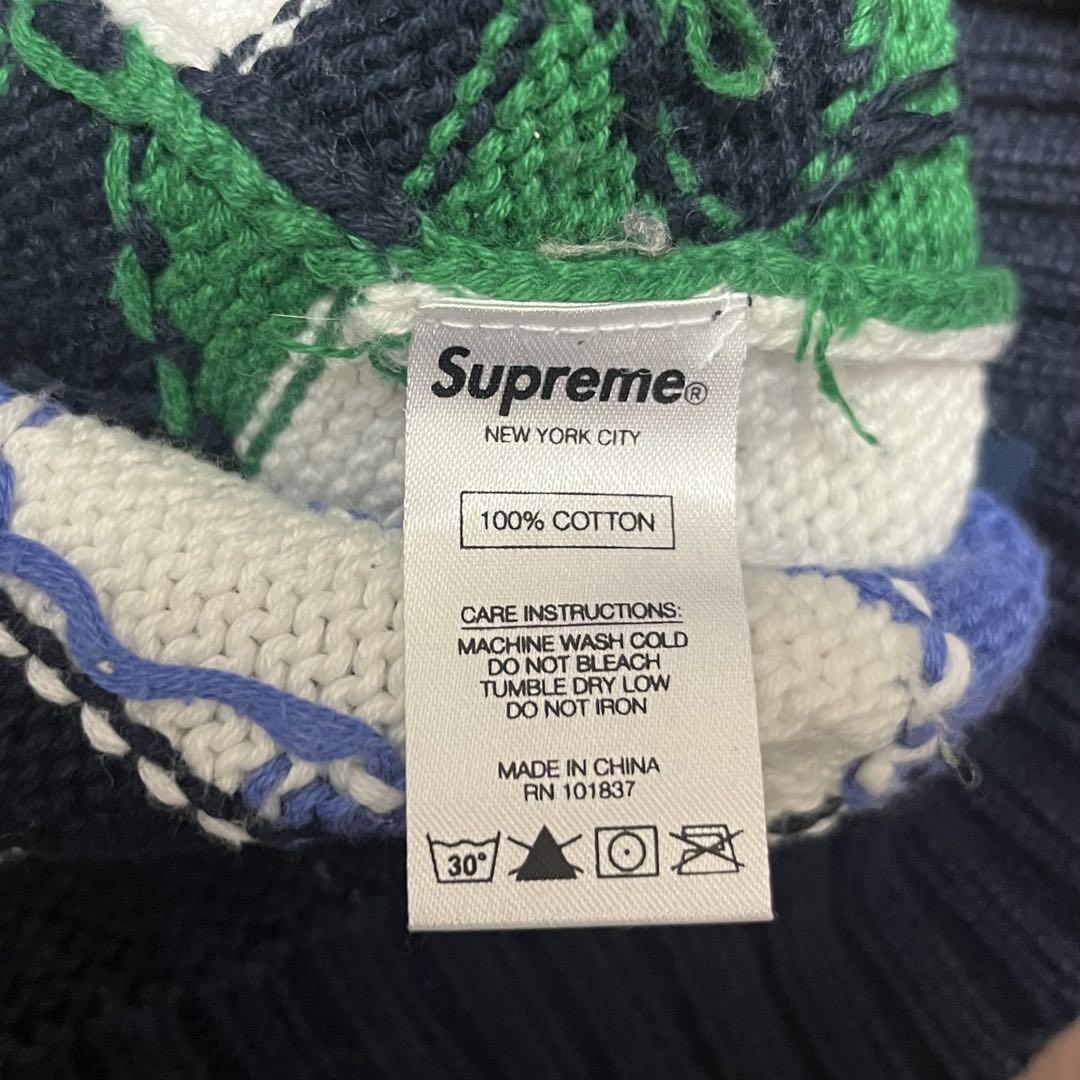 Supreme®
NEW YORK CITY
100% COTTON
CARE INSTRUCTIONS:
MACHINE WASH COLD
DO NOT BLEACH
TUMBLE DRY LOW
DO NOT IRON
MADE IN CHINA
RN 101837
30°